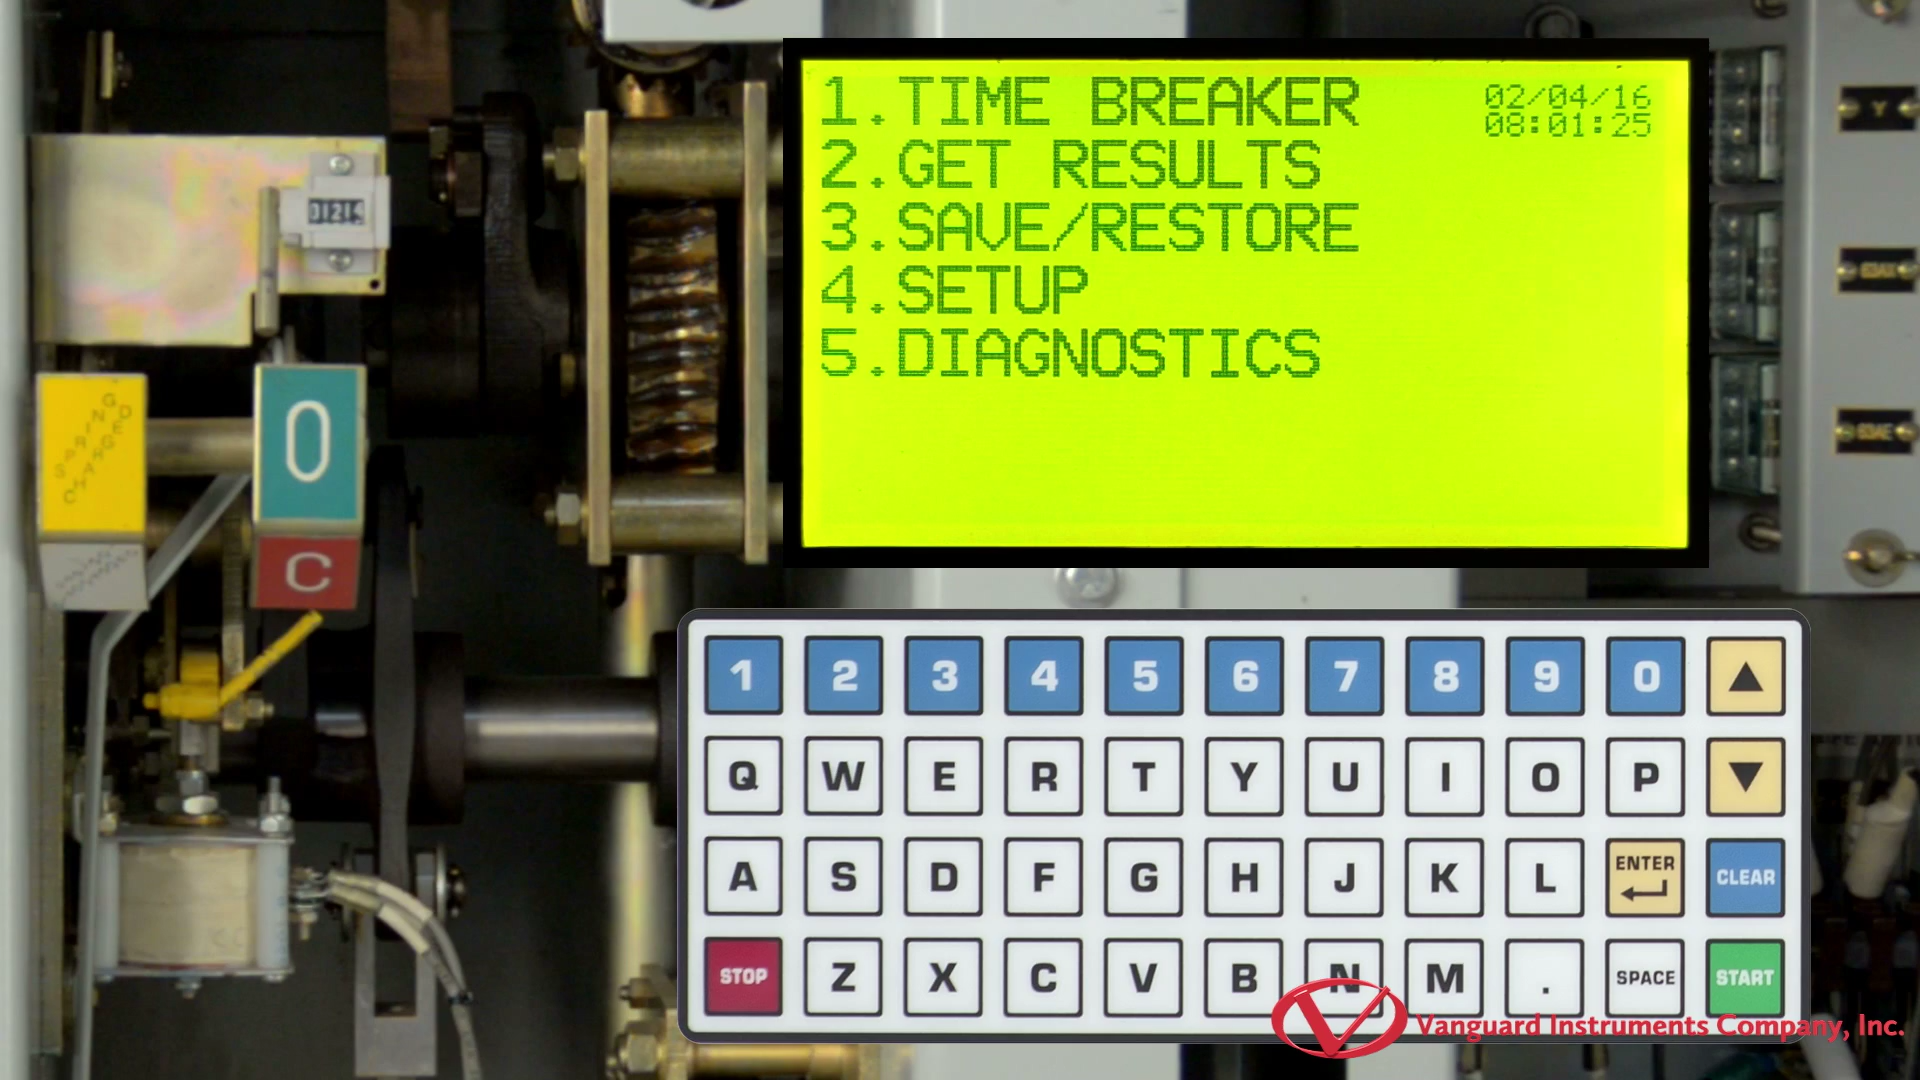 1.TIME BREAKER
02/04/16
08:01:25
2.GET RESULTS
3.SAVE/RESTORE
4.SETUP
5.DIAGNOSTICS
Y
0
C
1 2 3 4 5 6 7 8 9 0 ▲
Q W E R T Y U I O P ▼
A S D F G H J K L ENTER CLEAR
STOP Z X C V B N M . SPACE START
Vanguard Instruments Company, Inc.